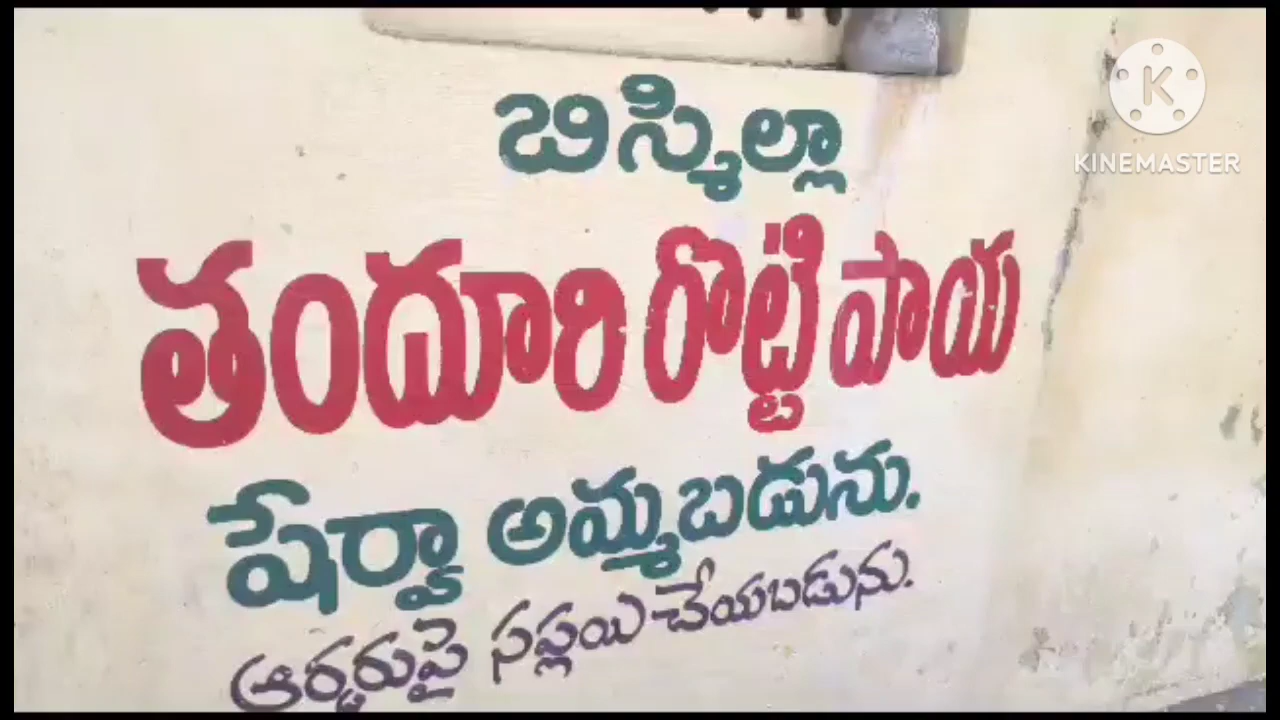 బిస్మిల్లా
తందూరి రొట్టి పాయ
షేర్వా అమ్మబడును.
ఆర్డరుపై సప్లయి చేయబడును.
KINEMASTER